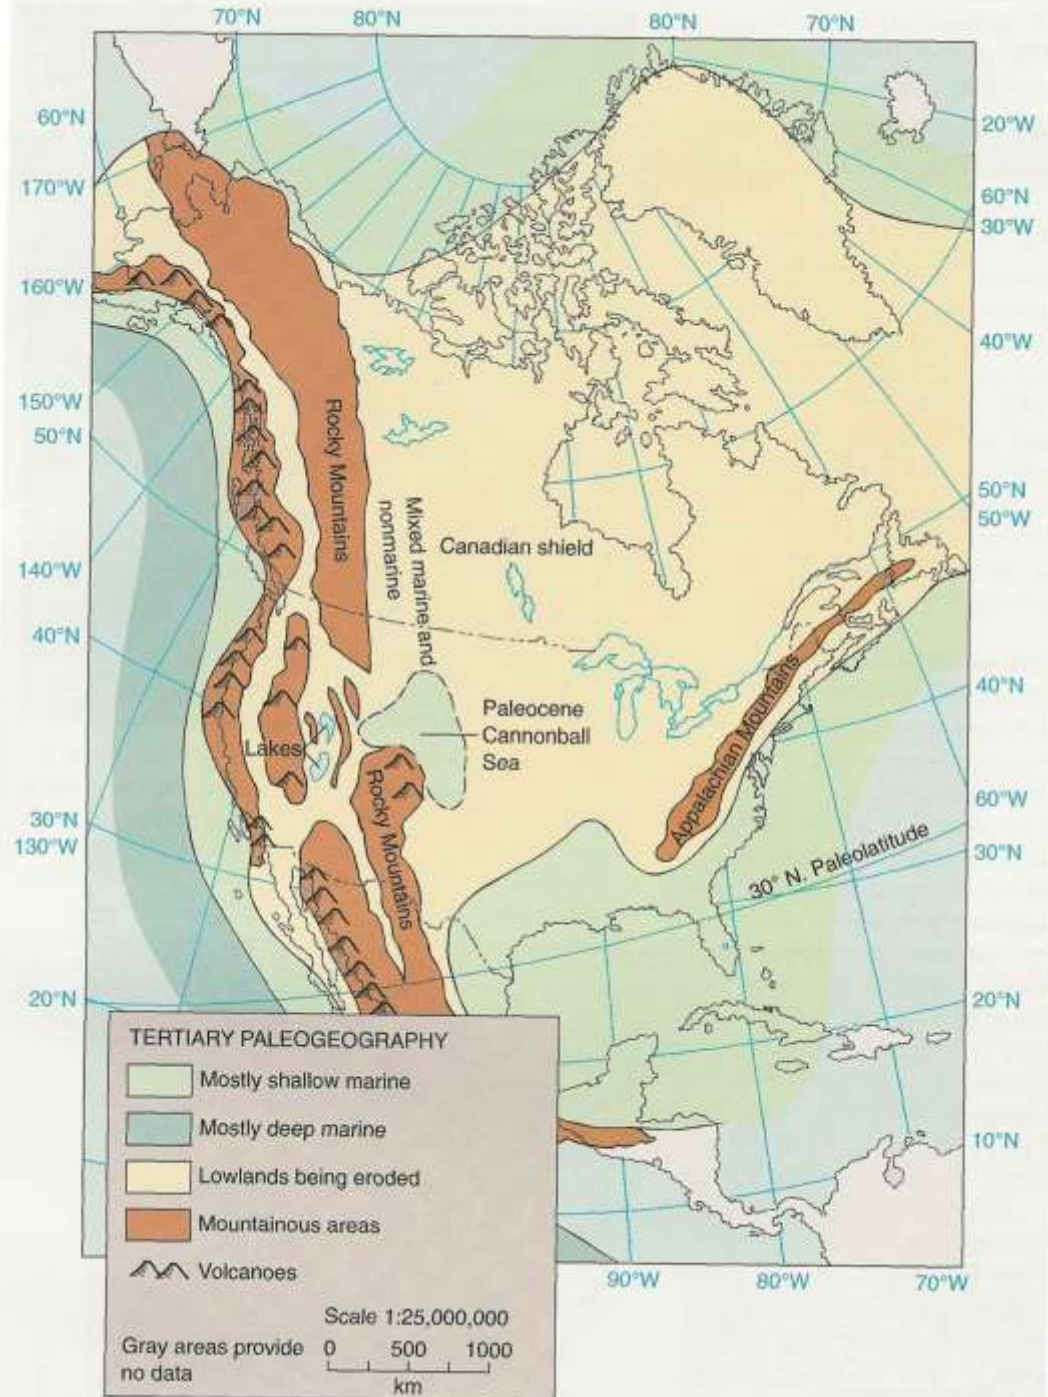 70°N
80°N
80°N
70°N
60°N
170°W
160°W
150°W
50°N
140°W
40°N
30°N
130°W
20°N
20°W
60°N
30°W
40°W
50°N
50°W
40°N
60°W
30°N
20°N
10°N
90°W
80°W
70°W
Rocky Mountains
Mixed marine and
nonmarine
Canadian shield
Paleocene
Cannonball
Sea
Lakes
Rocky Mountains
Appalachian Mountains
30° N. Paleolatitude
TERTIARY PALEOGEOGRAPHY
Mostly shallow marine
Mostly deep marine
Lowlands being eroded
Mountainous areas
Volcanoes
Scale 1:25,000,000
Gray areas provide
no data
0 500 1000
km